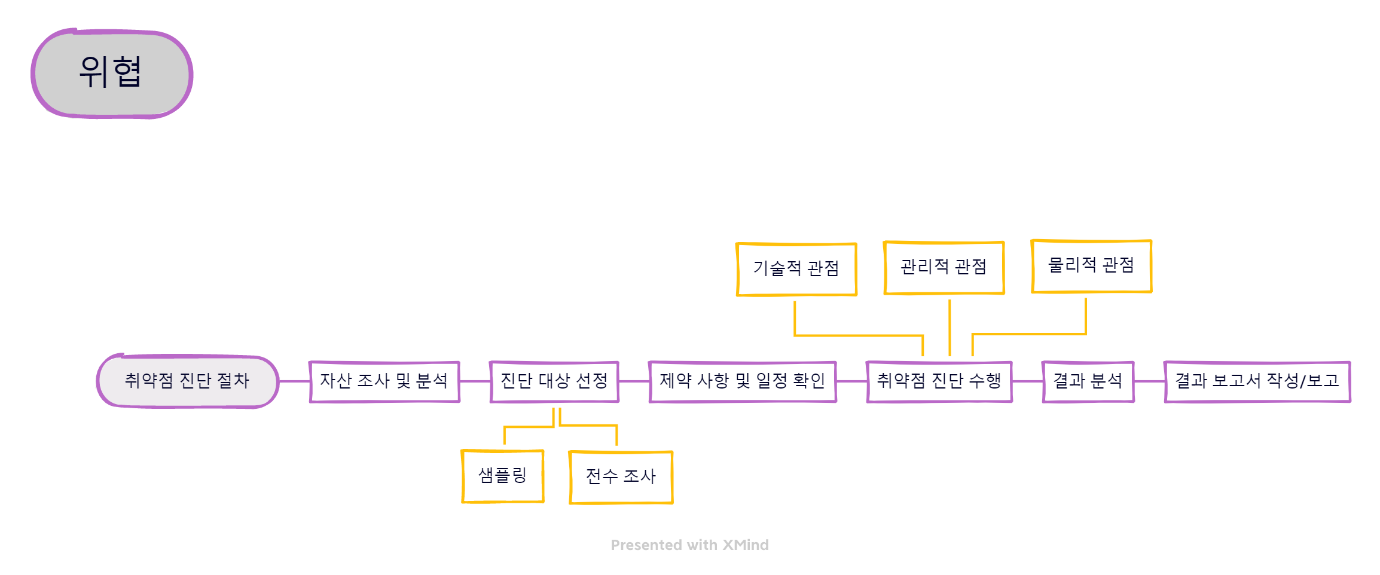 위협
기술적 관점
관리적 관점
물리적 관점
취약점 진단 절차
자산 조사 및 분석
진단 대상 선정
제약 사항 및 일정 확인
취약점 진단 수행
결과 분석
결과 보고서 작성/보고
샘플링
전수 조사
Presented with XMind